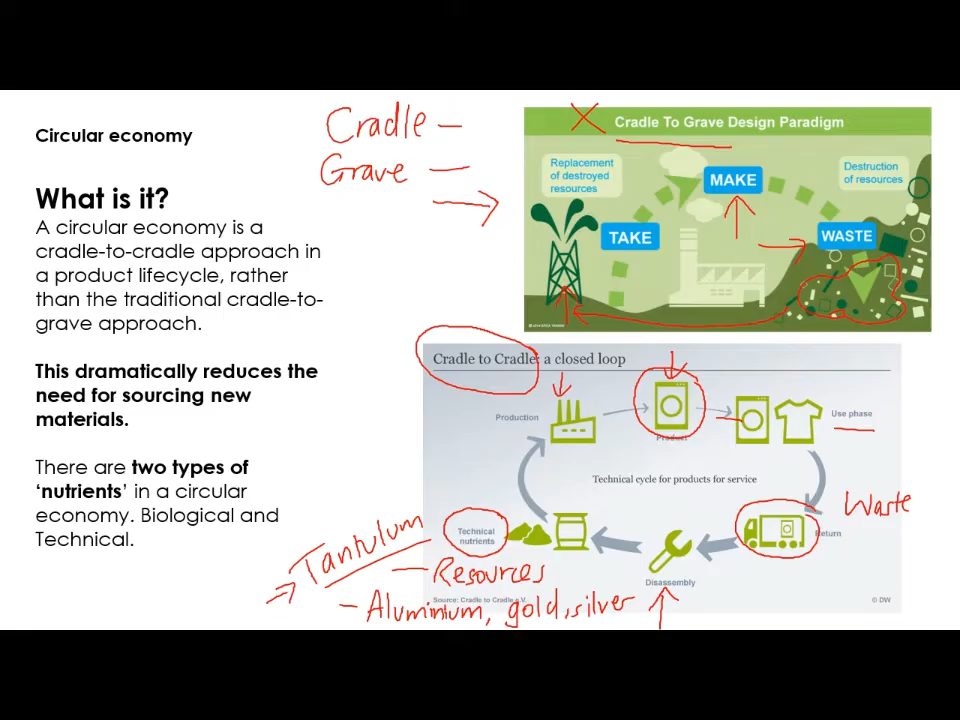 Circular economy
What is it?
A circular economy is a
cradle-to-cradle approach in
a product lifecycle, rather
than the traditional cradle-to-
grave approach.
This dramatically reduces the
need for sourcing new
materials.
There are two types of
‘nutrients’ in a circular
economy. Biological and
Technical.
Cradle –
Grave –
Cradle To Grave Design Paradigm
Replacement
of destroyed
resources
MAKE
Destruction
of resources
TAKE
WASTE
Cradle to Cradle: a closed loop
Production
Product
Use phase
Technical cycle for products for service
Waste
Technical
nutrients
Return
Disassembly
Tantulum
– Resources
– Aluminium, gold, silver
Source: Cradle to Cradle e.V.
© DW